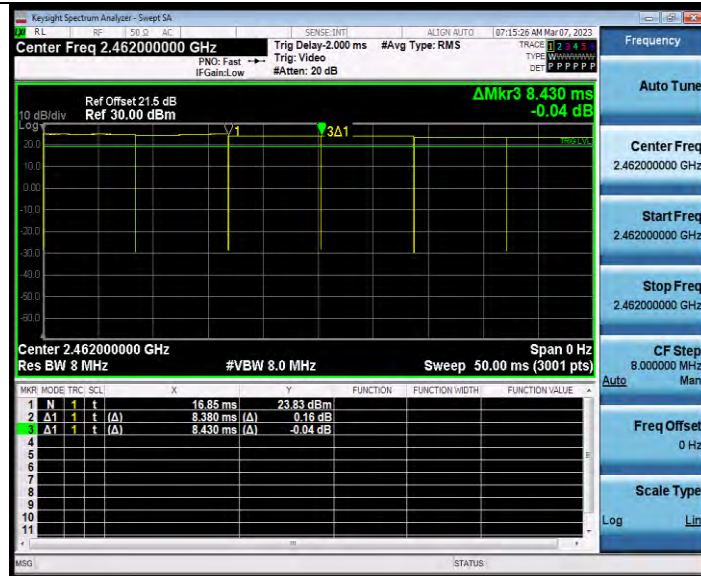 Keysight Spectrum Analyzer - Swept SA
LXI RL RF 50 Ω AC SENSE:INT ALIGN AUTO 07:15:26 AM Mar 07, 2023
Center Freq 2.462000000 GHz
PNO: Fast
IFGain:Low
Trig Delay-2.000 ms
Trig: Video
#Atten: 20 dB
#Avg Type: RMS
TRACE 1 2 3 4 5 6
TYPE WWWWWW
DET P P P P P P
Frequency
Auto Tune
ΔMkr3 8.430 ms
-0.04 dB
Ref Offset 21.5 dB
10 dB/div Ref 30.00 dBm
Log
1
3Δ1
TRIG LVL
20.0
10.0
0.00
-10.0
-20.0
-30.0
-40.0
-50.0
-60.0
Center 2.462000000 GHz Span 0 Hz
Res BW 8 MHz #VBW 8.0 MHz Sweep 50.00 ms (3001 pts)
MKR MODE TRC SCL X Y FUNCTION FUNCTION WIDTH FUNCTION VALUE
1 N 1 t 16.85 ms 23.83 dBm
2 Δ1 1 t (Δ) 8.380 ms (Δ) 0.16 dB
3 Δ1 1 t (Δ) 8.430 ms (Δ) -0.04 dB
4
5
6
7
8
9
10
11
Center Freq
2.462000000 GHz
Start Freq
2.462000000 GHz
Stop Freq
2.462000000 GHz
CF Step
8.000000 MHz
Auto Man
Freq Offset
0 Hz
Scale Type
Log Lin
MSG STATUS